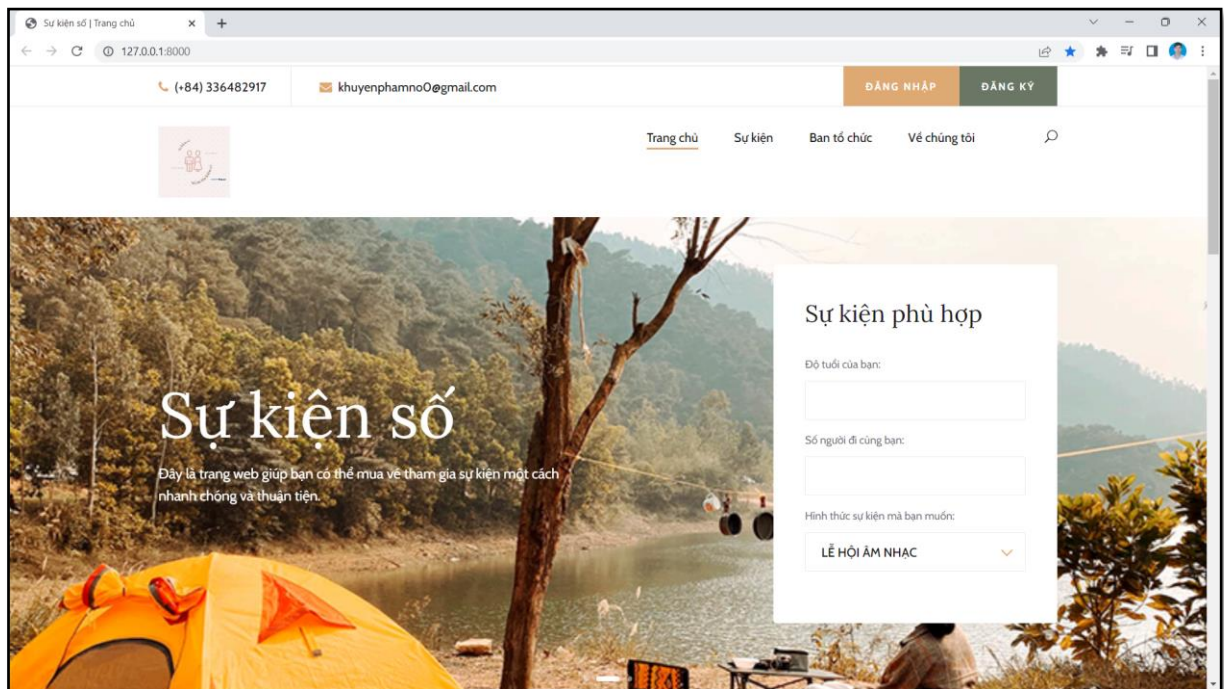 Sự kiện số | Trang chủ
127.0.0.1:8000
(+84) 336482917
khuyenphamno0@gmail.com
ĐĂNG NHẬP
ĐĂNG KÝ
Trang chủ
Sự kiện
Ban tổ chức
Về chúng tôi
Sự kiện số
Đây là trang web giúp bạn có thể mua vé tham gia sự kiện một cách
nhanh chóng và thuận tiện.
Sự kiện phù hợp
Độ tuổi của bạn:
Số người đi cùng bạn:
Hình thức sự kiện mà bạn muốn:
LỄ HỘI ÂM NHẠC